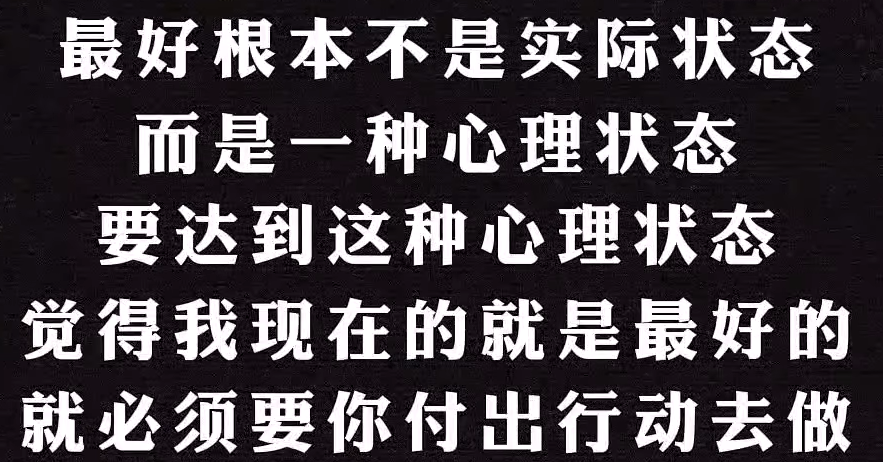 最好根本不是实际状态
而是一种心理状态
要达到这种心理状态
觉得我现在的就是最好的
就必须要你付出行动去做